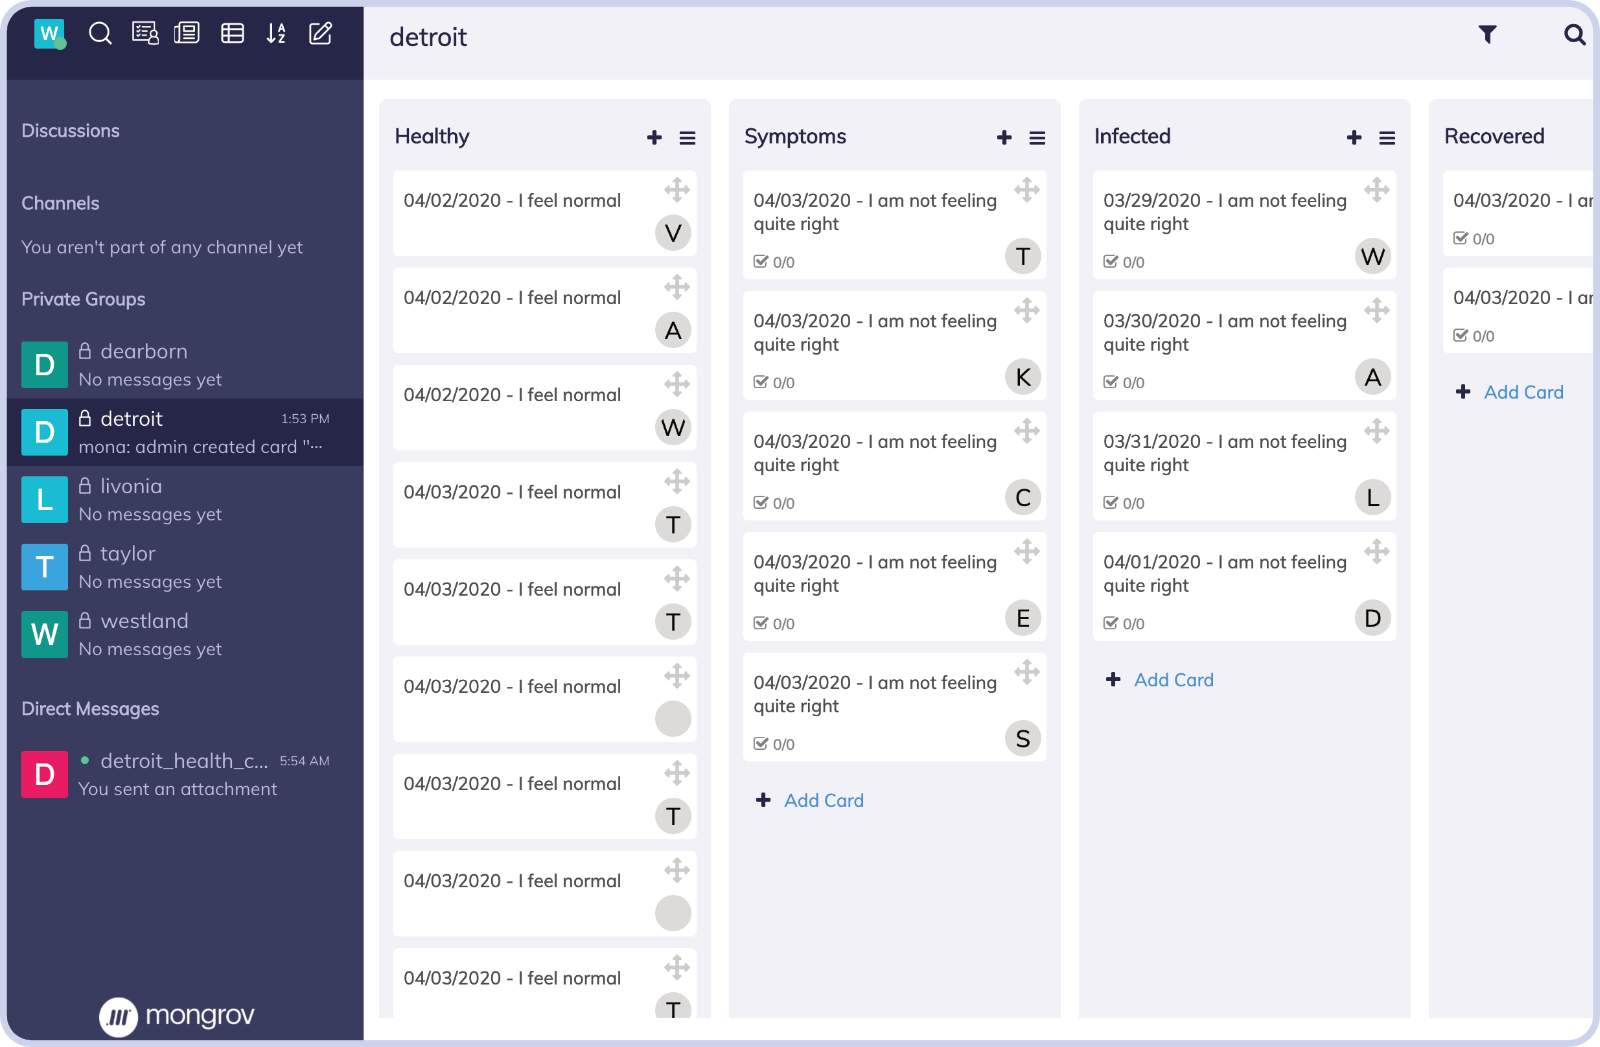 W
detroit
Discussions
Channels
You aren't part of any channel yet
Private Groups
D
dearborn
No messages yet
D
detroit
1:53 PM
mona: admin created card "...
L
livonia
No messages yet
T
taylor
No messages yet
W
westland
No messages yet
Direct Messages
D
detroit_health_c...
5:54 AM
You sent an attachment
mongrov
Healthy
04/02/2020 - I feel normal
V
04/02/2020 - I feel normal
A
04/02/2020 - I feel normal
W
04/03/2020 - I feel normal
T
04/03/2020 - I feel normal
T
04/03/2020 - I feel normal
04/03/2020 - I feel normal
T
04/03/2020 - I feel normal
04/03/2020 - I feel normal
T
Symptoms
04/03/2020 - I am not feeling
quite right
0/0
T
04/03/2020 - I am not feeling
quite right
0/0
K
04/03/2020 - I am not feeling
quite right
0/0
C
04/03/2020 - I am not feeling
quite right
0/0
E
04/03/2020 - I am not feeling
quite right
0/0
S
Add Card
Infected
03/29/2020 - I am not feeling
quite right
0/0
W
03/30/2020 - I am not feeling
quite right
0/0
A
03/31/2020 - I am not feeling
quite right
0/0
L
04/01/2020 - I am not feeling
quite right
0/0
D
Add Card
Recovered
04/03/2020 - I
0/0
04/03/2020 - I
0/0
Add Card